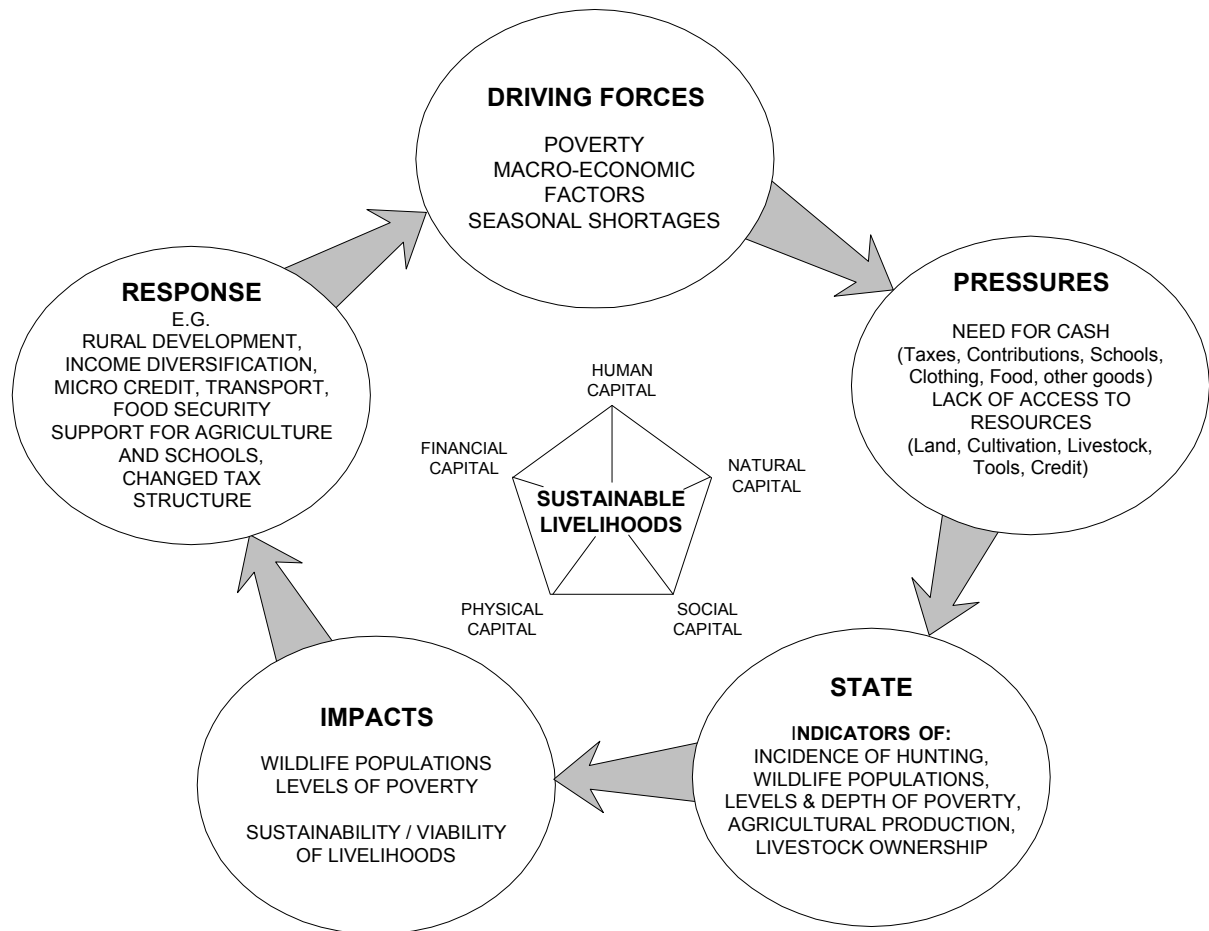 DRIVING FORCES
POVERTY
MACRO-ECONOMIC
FACTORS
SEASONAL SHORTAGES
PRESSURES
NEED FOR CASH
(Taxes, Contributions, Schools,
Clothing, Food, other goods)
LACK OF ACCESS TO
RESOURCES
(Land, Cultivation, Livestock,
Tools, Credit)
STATE
INDICATORS OF:
INCIDENCE OF HUNTING,
WILDLIFE POPULATIONS,
LEVELS & DEPTH OF POVERTY,
AGRICULTURAL PRODUCTION,
LIVESTOCK OWNERSHIP
IMPACTS
WILDLIFE POPULATIONS
LEVELS OF POVERTY
SUSTAINABILITY / VIABILITY
OF LIVELIHOODS
RESPONSE
E.G.
RURAL DEVELOPMENT,
INCOME DIVERSIFICATION,
MICRO CREDIT, TRANSPORT,
FOOD SECURITY
SUPPORT FOR AGRICULTURE
AND SCHOOLS,
CHANGED TAX
STRUCTURE
HUMAN
CAPITAL
FINANCIAL
CAPITAL
NATURAL
CAPITAL
SUSTAINABLE
LIVELIHOODS
PHYSICAL
CAPITAL
SOCIAL
CAPITAL